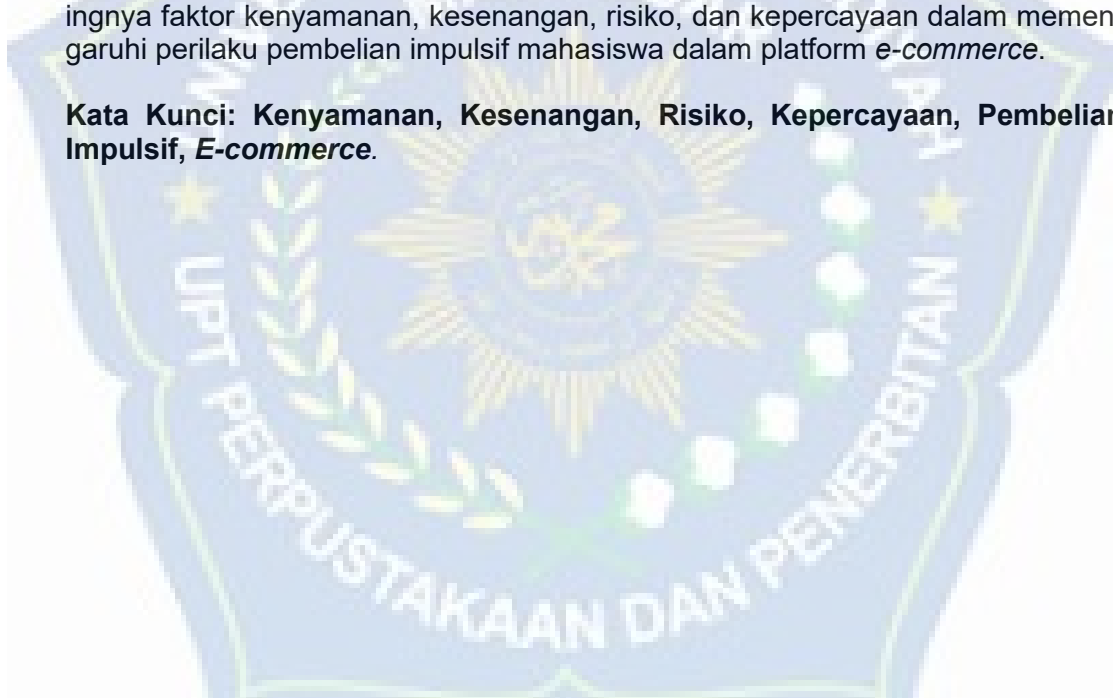 ingnya faktor kenyamanan, kesenangan, risiko, dan kepercayaan dalam memen
garuhi perilaku pembelian impulsif mahasiswa dalam platform e-commerce.
Kata Kunci: Kenyamanan, Kesenangan, Risiko, Kepercayaan, Pembelian
Impulsif, E-commerce.
UPT PERPUSTAKAAN DAN PENERBITAN